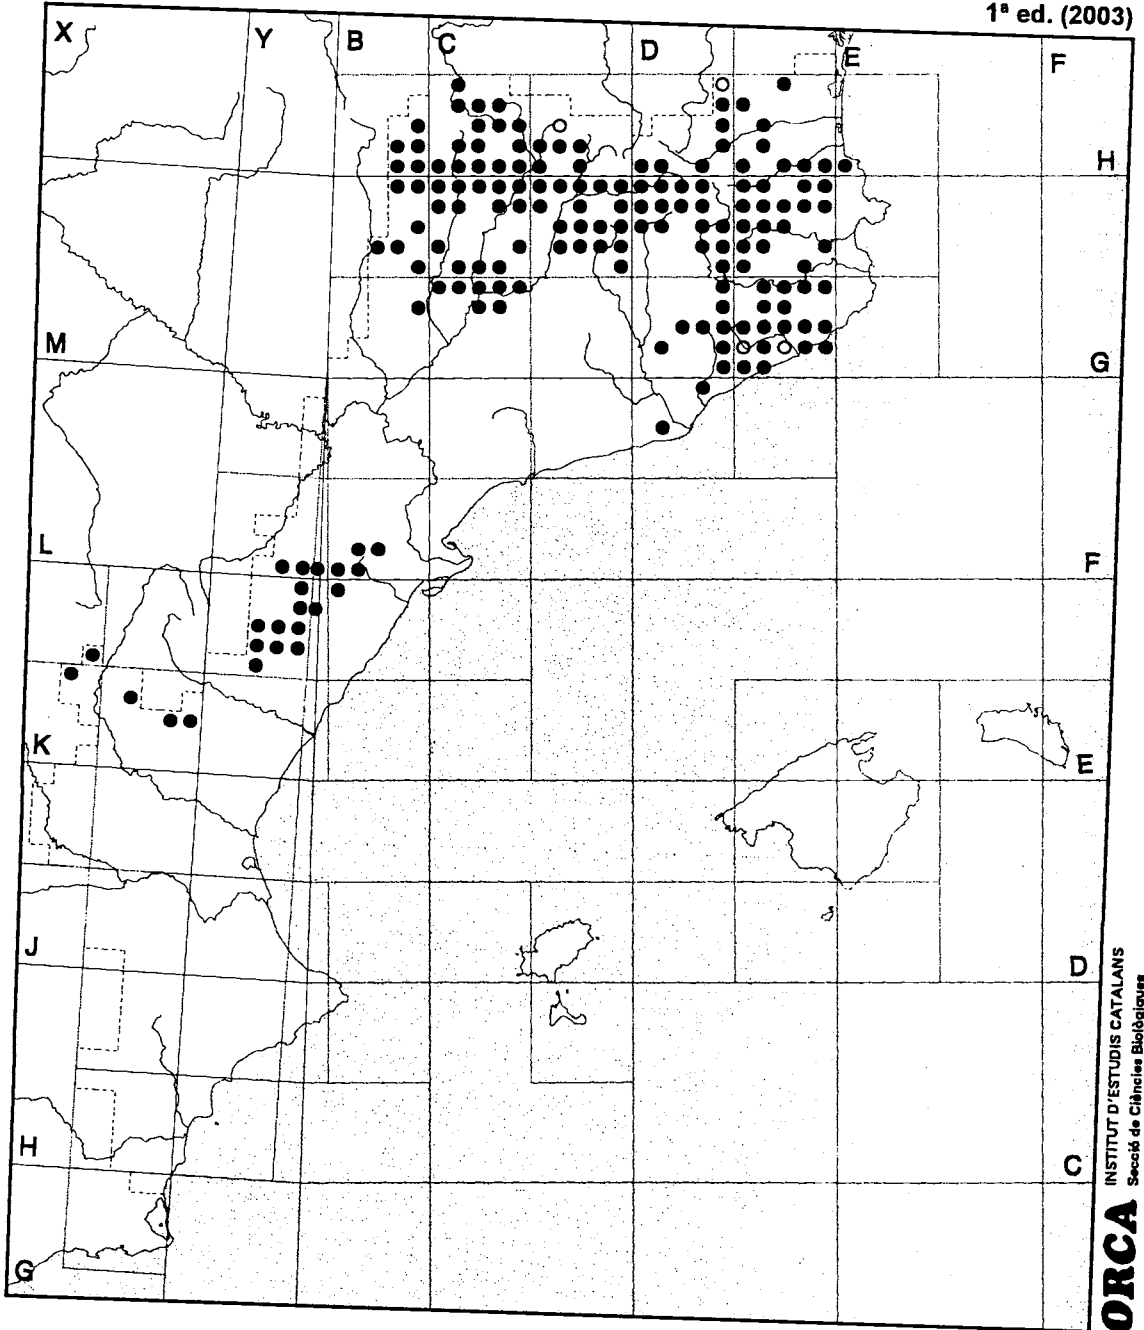 1ª ed. (2003)
X
Y
B
C
D
E
F
H
M
G
L
F
K
E
J
D
H
C
G
INSTITUT D'ESTUDIS CATALANS
Secció de Ciències Biològiques
ORCA